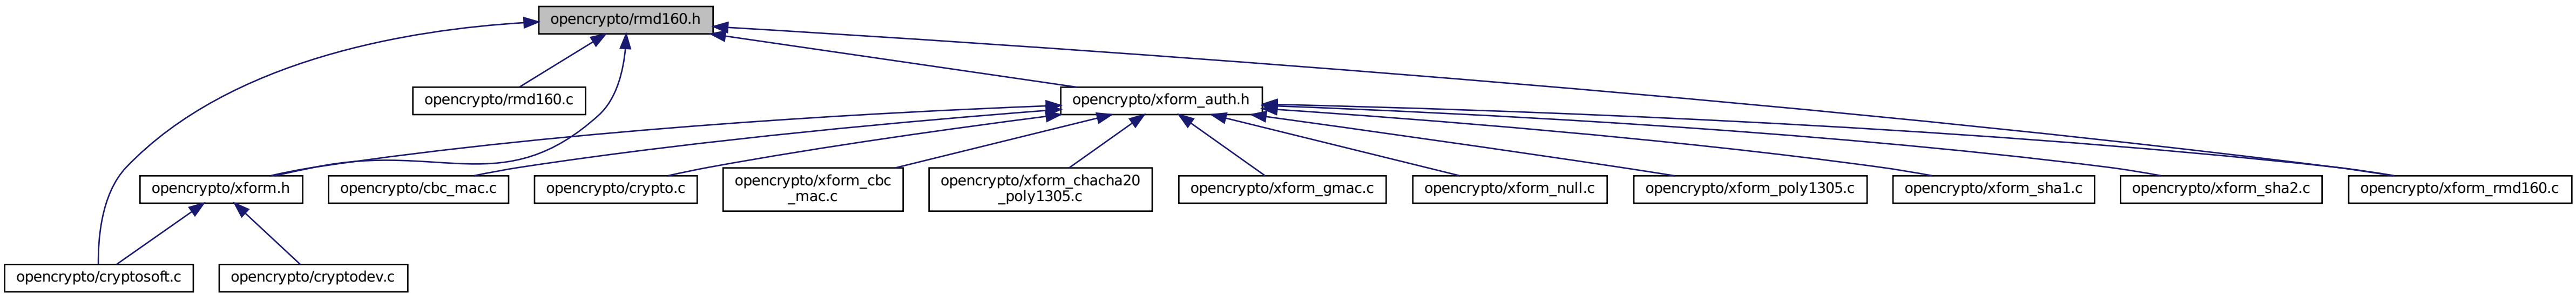 opencrypto/rmd160.h
opencrypto/rmd160.c
opencrypto/xform_auth.h
opencrypto/xform.h
opencrypto/cbc_mac.c
opencrypto/crypto.c
opencrypto/xform_cbc
_mac.c
opencrypto/xform_chacha20
_poly1305.c
opencrypto/xform_gmac.c
opencrypto/xform_null.c
opencrypto/xform_poly1305.c
opencrypto/xform_sha1.c
opencrypto/xform_sha2.c
opencrypto/xform_rmd160.c
opencrypto/cryptosoft.c
opencrypto/cryptodev.c